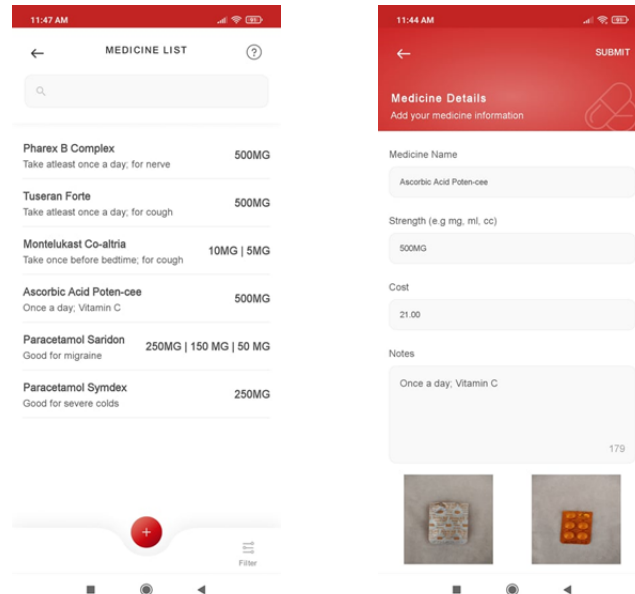 11:47 AM
MEDICINE LIST
Pharex B Complex
Take atleast once a day; for nerve
500MG
Tuseran Forte
Take atleast once a day; for cough
500MG
Montelukast Co-altria
Take once before bedtime; for cough
10MG | 5MG
Ascorbic Acid Poten-cee
Once a day; Vitamin C
500MG
Paracetamol Saridon
Good for migraine
250MG | 150 MG | 50 MG
Paracetamol Symdex
Good for severe colds
250MG
Filter
11:44 AM
SUBMIT
Medicine Details
Add your medicine information
Medicine Name
Ascorbic Acid Poten-cee
Strength (e.g mg, ml, cc)
500MG
Cost
21.00
Notes
Once a day; Vitamin C
179